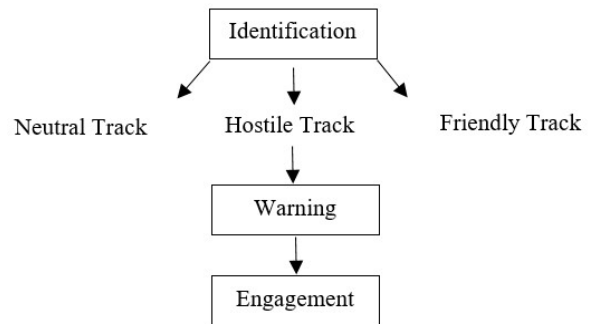 Identification
Neutral Track
Hostile Track
Friendly Track
Warning
Engagement